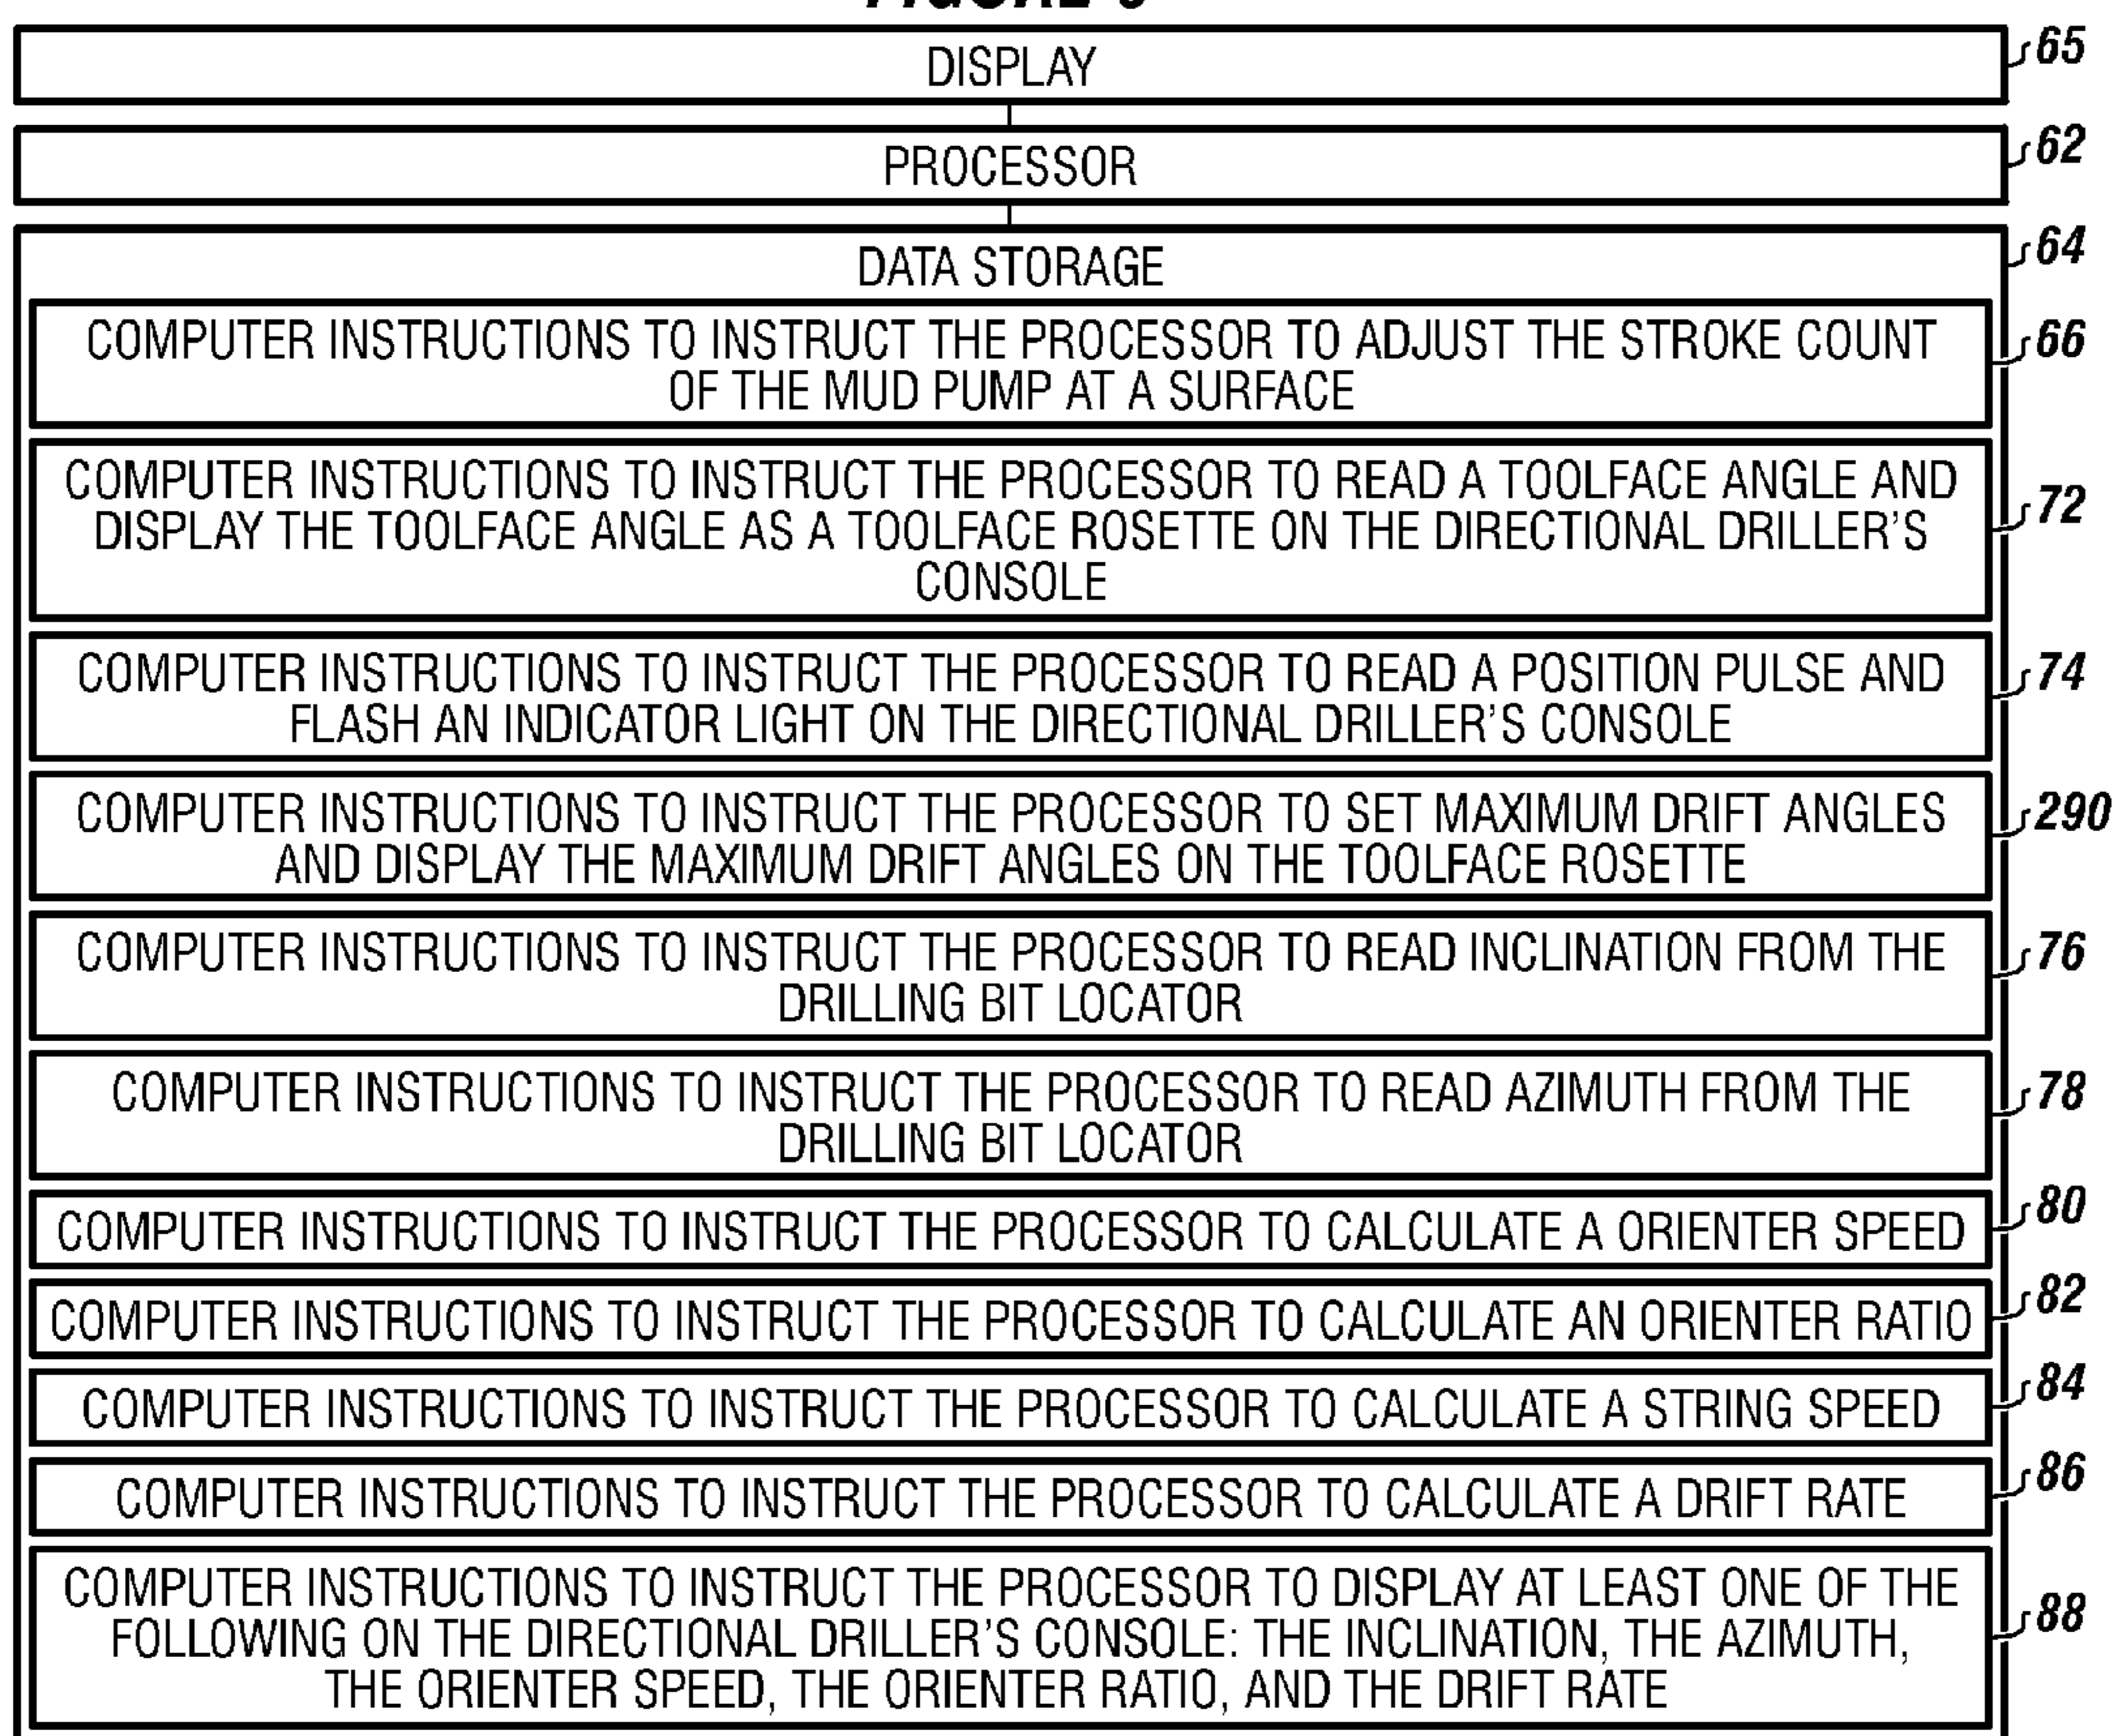 DISPLAY
65
PROCESSOR
62
DATA STORAGE
64
COMPUTER INSTRUCTIONS TO INSTRUCT THE PROCESSOR TO ADJUST THE STROKE COUNT
OF THE MUD PUMP AT A SURFACE
66
COMPUTER INSTRUCTIONS TO INSTRUCT THE PROCESSOR TO READ A TOOLFACE ANGLE AND
DISPLAY THE TOOLFACE ANGLE AS A TOOLFACE ROSETTE ON THE DIRECTIONAL DRILLER'S
CONSOLE
72
COMPUTER INSTRUCTIONS TO INSTRUCT THE PROCESSOR TO READ A POSITION PULSE AND
FLASH AN INDICATOR LIGHT ON THE DIRECTIONAL DRILLER'S CONSOLE
74
COMPUTER INSTRUCTIONS TO INSTRUCT THE PROCESSOR TO SET MAXIMUM DRIFT ANGLES
AND DISPLAY THE MAXIMUM DRIFT ANGLES ON THE TOOLFACE ROSETTE
290
COMPUTER INSTRUCTIONS TO INSTRUCT THE PROCESSOR TO READ INCLINATION FROM THE
DRILLING BIT LOCATOR
76
COMPUTER INSTRUCTIONS TO INSTRUCT THE PROCESSOR TO READ AZIMUTH FROM THE
DRILLING BIT LOCATOR
78
COMPUTER INSTRUCTIONS TO INSTRUCT THE PROCESSOR TO CALCULATE A ORIENTER SPEED
80
COMPUTER INSTRUCTIONS TO INSTRUCT THE PROCESSOR TO CALCULATE AN ORIENTER RATIO
82
COMPUTER INSTRUCTIONS TO INSTRUCT THE PROCESSOR TO CALCULATE A STRING SPEED
84
COMPUTER INSTRUCTIONS TO INSTRUCT THE PROCESSOR TO CALCULATE A DRIFT RATE
86
COMPUTER INSTRUCTIONS TO INSTRUCT THE PROCESSOR TO DISPLAY AT LEAST ONE OF THE
FOLLOWING ON THE DIRECTIONAL DRILLER'S CONSOLE: THE INCLINATION, THE AZIMUTH,
THE ORIENTER SPEED, THE ORIENTER RATIO, AND THE DRIFT RATE
88